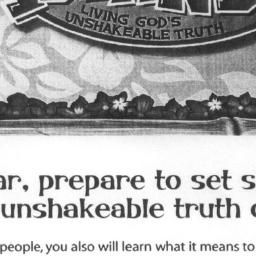 LIVING GOD'S
UNSHAKEABLE TRUTH
ar, prepare to set s
unshakeable truth
people, you also will learn what it means to